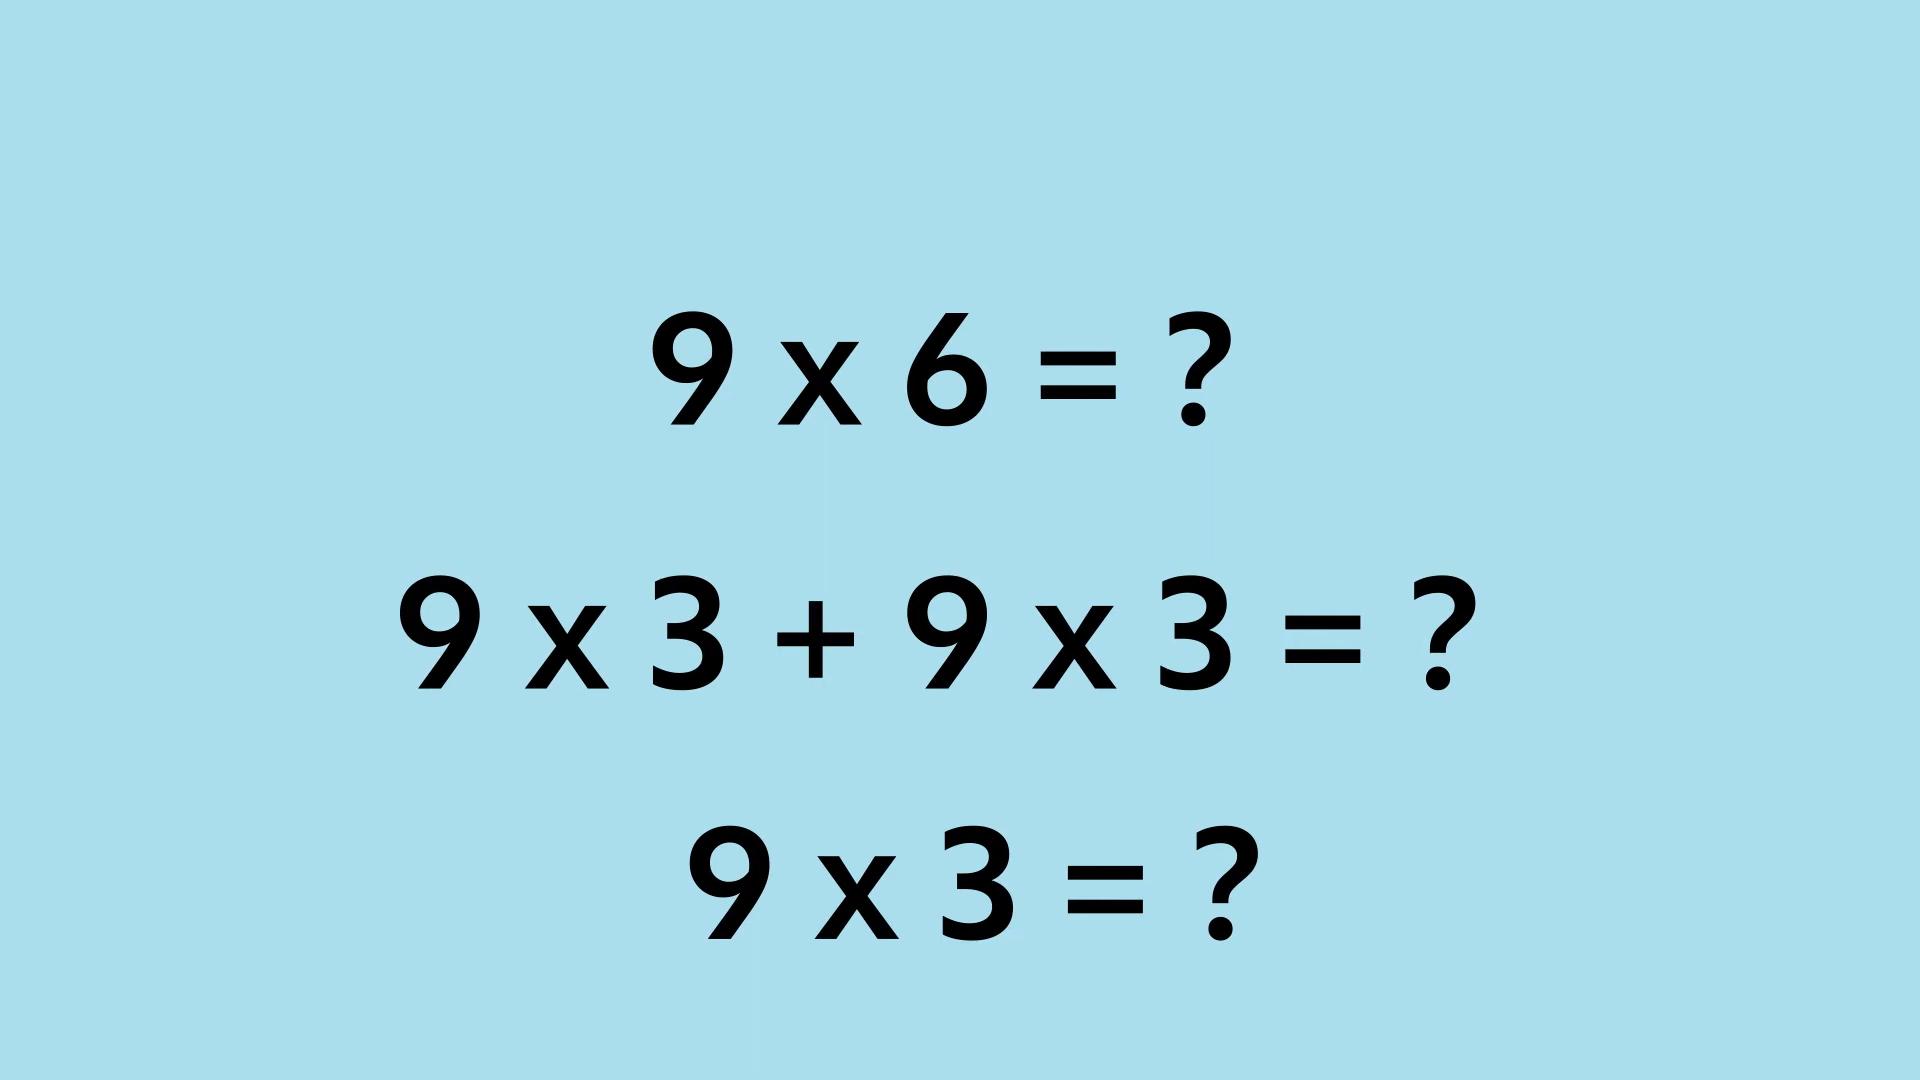 9 x 6 = ?
9 x 3 + 9 x 3 = ?
9 x 3 = ?